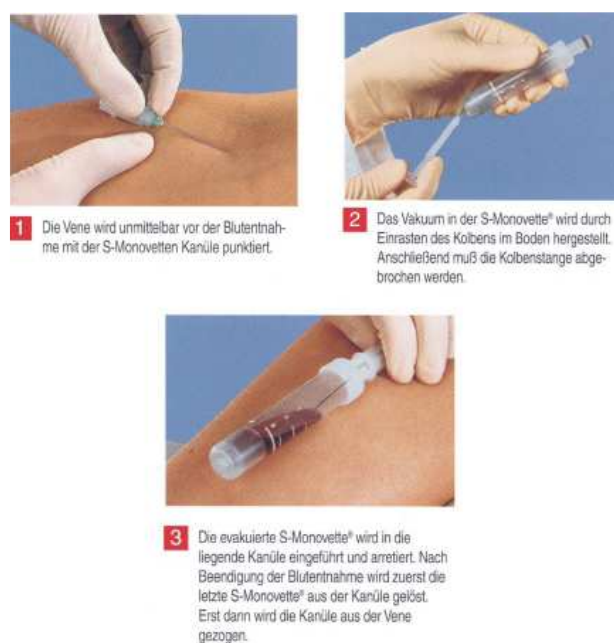 1
Die Vene wird unmittelbar vor der Blutentnah-
me mit der S-Monovetten Kanüle punktiert.
2
Das Vakuum in der S-Monovette® wird durch
Einrasten des Kolbens im Boden hergestellt.
Anschließend muß die Kolbenstange abge-
brochen werden.
3
Die evakuierte S-Monovette® wird in die
liegende Kanüle eingeführt und arretiert. Nach
Beendigung der Blutentnahme wird zuerst die
letzte S-Monovette® aus der Kanüle gelöst.
Erst dann wird die Kanüle aus der Vene
gezogen.